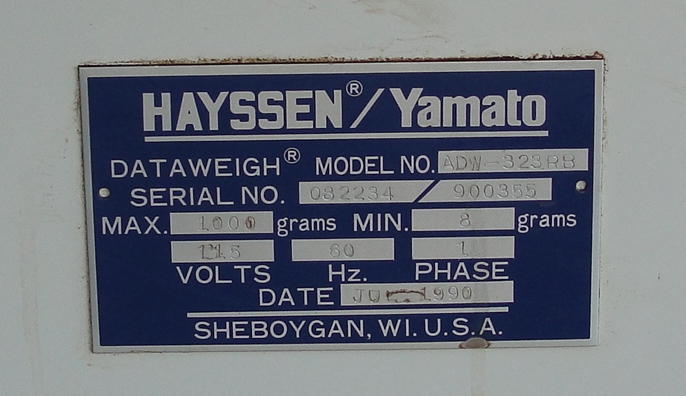 HAYSSEN®/Yamato
DATAWEIGH® MODEL NO. ADW-323RB
SERIAL NO. 082234 / 900355
MAX. 1000 grams MIN. 8 grams
115 60 1
VOLTS Hz. PHASE
DATE 1990
SHEBOYGAN, WI. U.S.A.